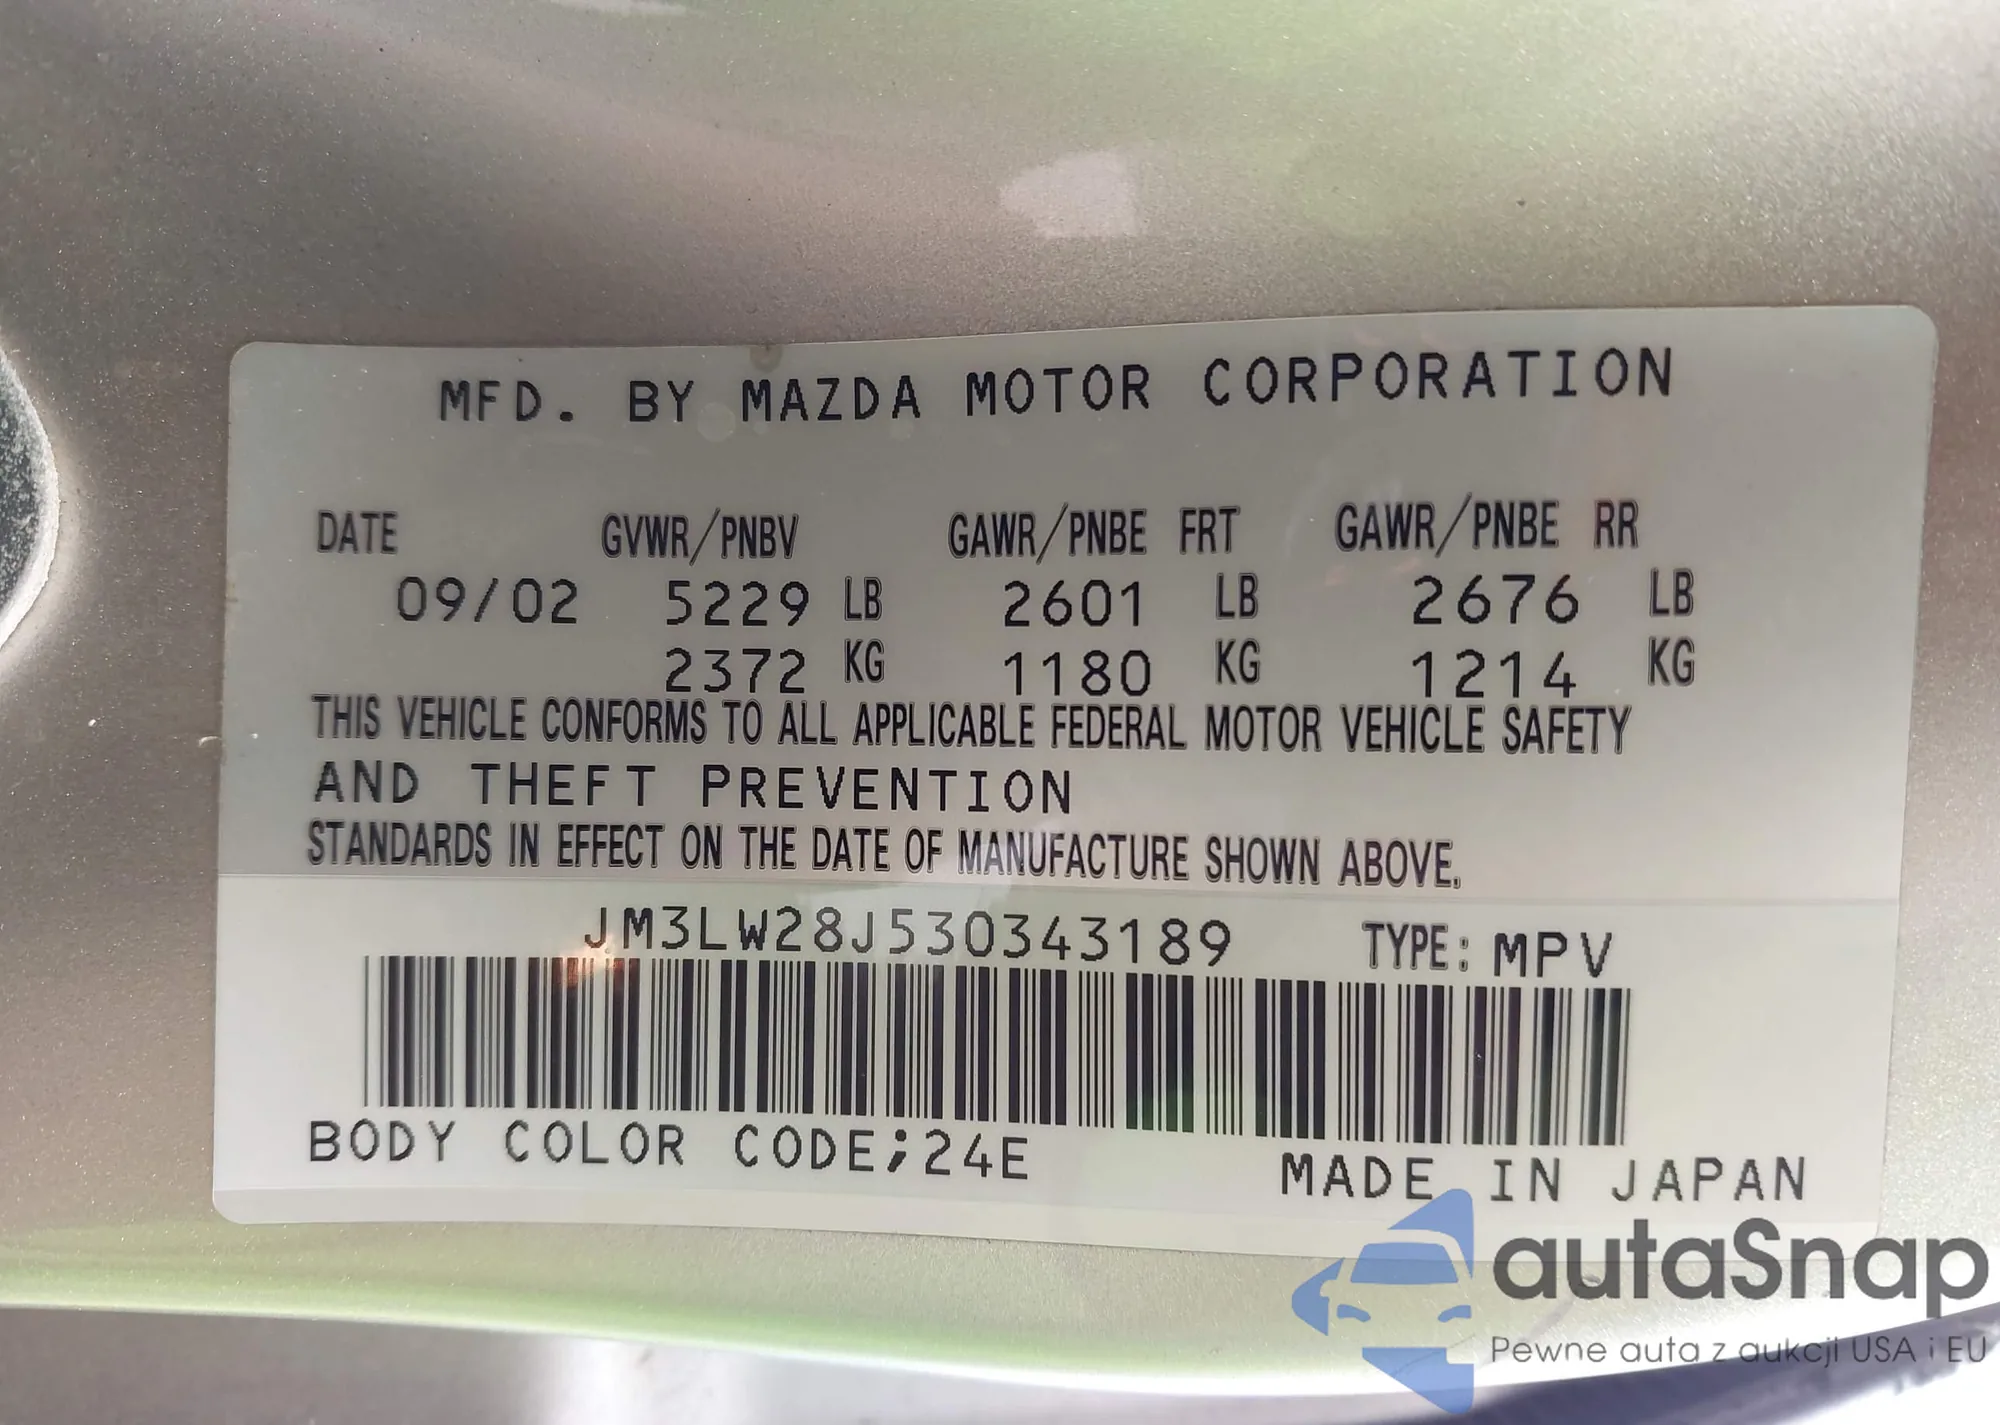 MFD. BY MAZDA MOTOR CORPORATION
DATE GVWR/PNBV GAWR/PNBE FRT GAWR/PNBE RR
09/02 5229 LB 2601 LB 2676 LB
2372 KG 1180 KG 1214 KG
THIS VEHICLE CONFORMS TO ALL APPLICABLE FEDERAL MOTOR VEHICLE SAFETY
AND THEFT PREVENTION
STANDARDS IN EFFECT ON THE DATE OF MANUFACTURE SHOWN ABOVE.
JM3LW28J530343189 TYPE: MPV
BODY COLOR CODE;24E
MADE IN JAPAN
autaSnap
Pewne auta z aukcji USA i EU